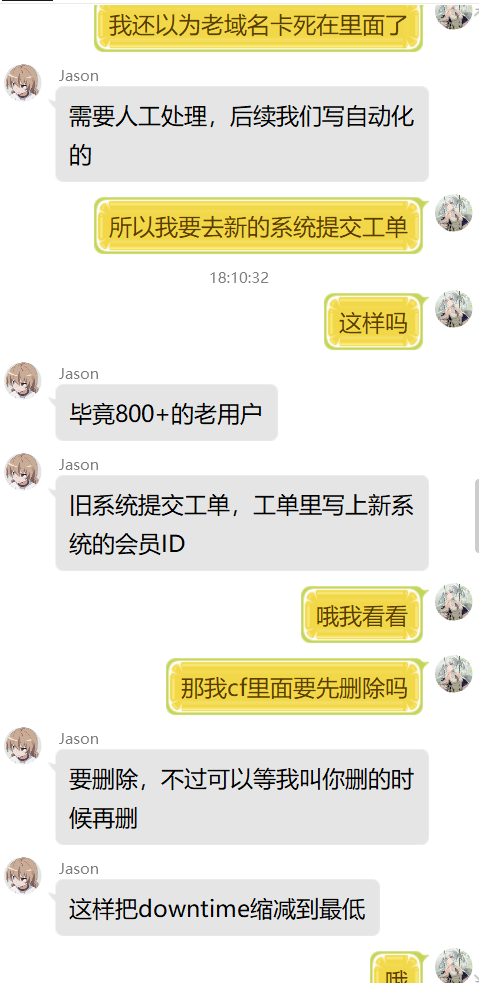 我还以为老域名卡死在里面了
Jason
需要人工处理，后续我们写自动化
的
所以我要去新的系统提交工单
18:10:32
这样吗
Jason
毕竟800+的老用户
Jason
旧系统提交工单，工单里写上新系
统的会员ID
哦我看看
那我cf里面要先删除吗
Jason
要删除，不过可以等我叫你删的时
候再删
Jason
这样把downtime缩减到最低
哦